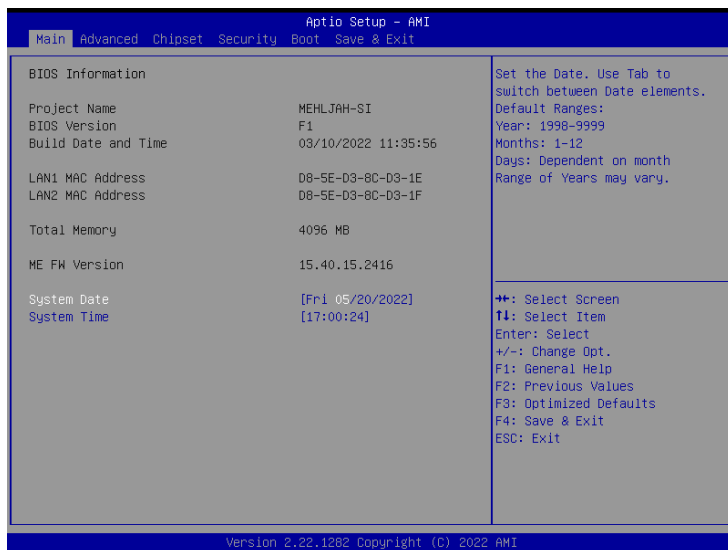 Aptio Setup – AMI
Main Advanced Chipset Security Boot Save & Exit
BIOS Information
Project Name MEHLJAH-SI
BIOS Version F1
Build Date and Time 03/10/2022 11:35:56
LAN1 MAC Address D8-5E-D3-8C-D3-1E
LAN2 MAC Address D8-5E-D3-8C-D3-1F
Total Memory 4096 MB
ME FW Version 15.40.15.2416
System Date [Fri 05/20/2022]
System Time [17:00:24]
Set the Date. Use Tab to
switch between Date elements.
Default Ranges:
Year: 1998-9999
Months: 1-12
Days: Dependent on month
Range of Years may vary.
→←: Select Screen
↑↓: Select Item
Enter: Select
+/-: Change Opt.
F1: General Help
F2: Previous Values
F3: Optimized Defaults
F4: Save & Exit
ESC: Exit
Version 2.22.1282 Copyright (C) 2022 AMI